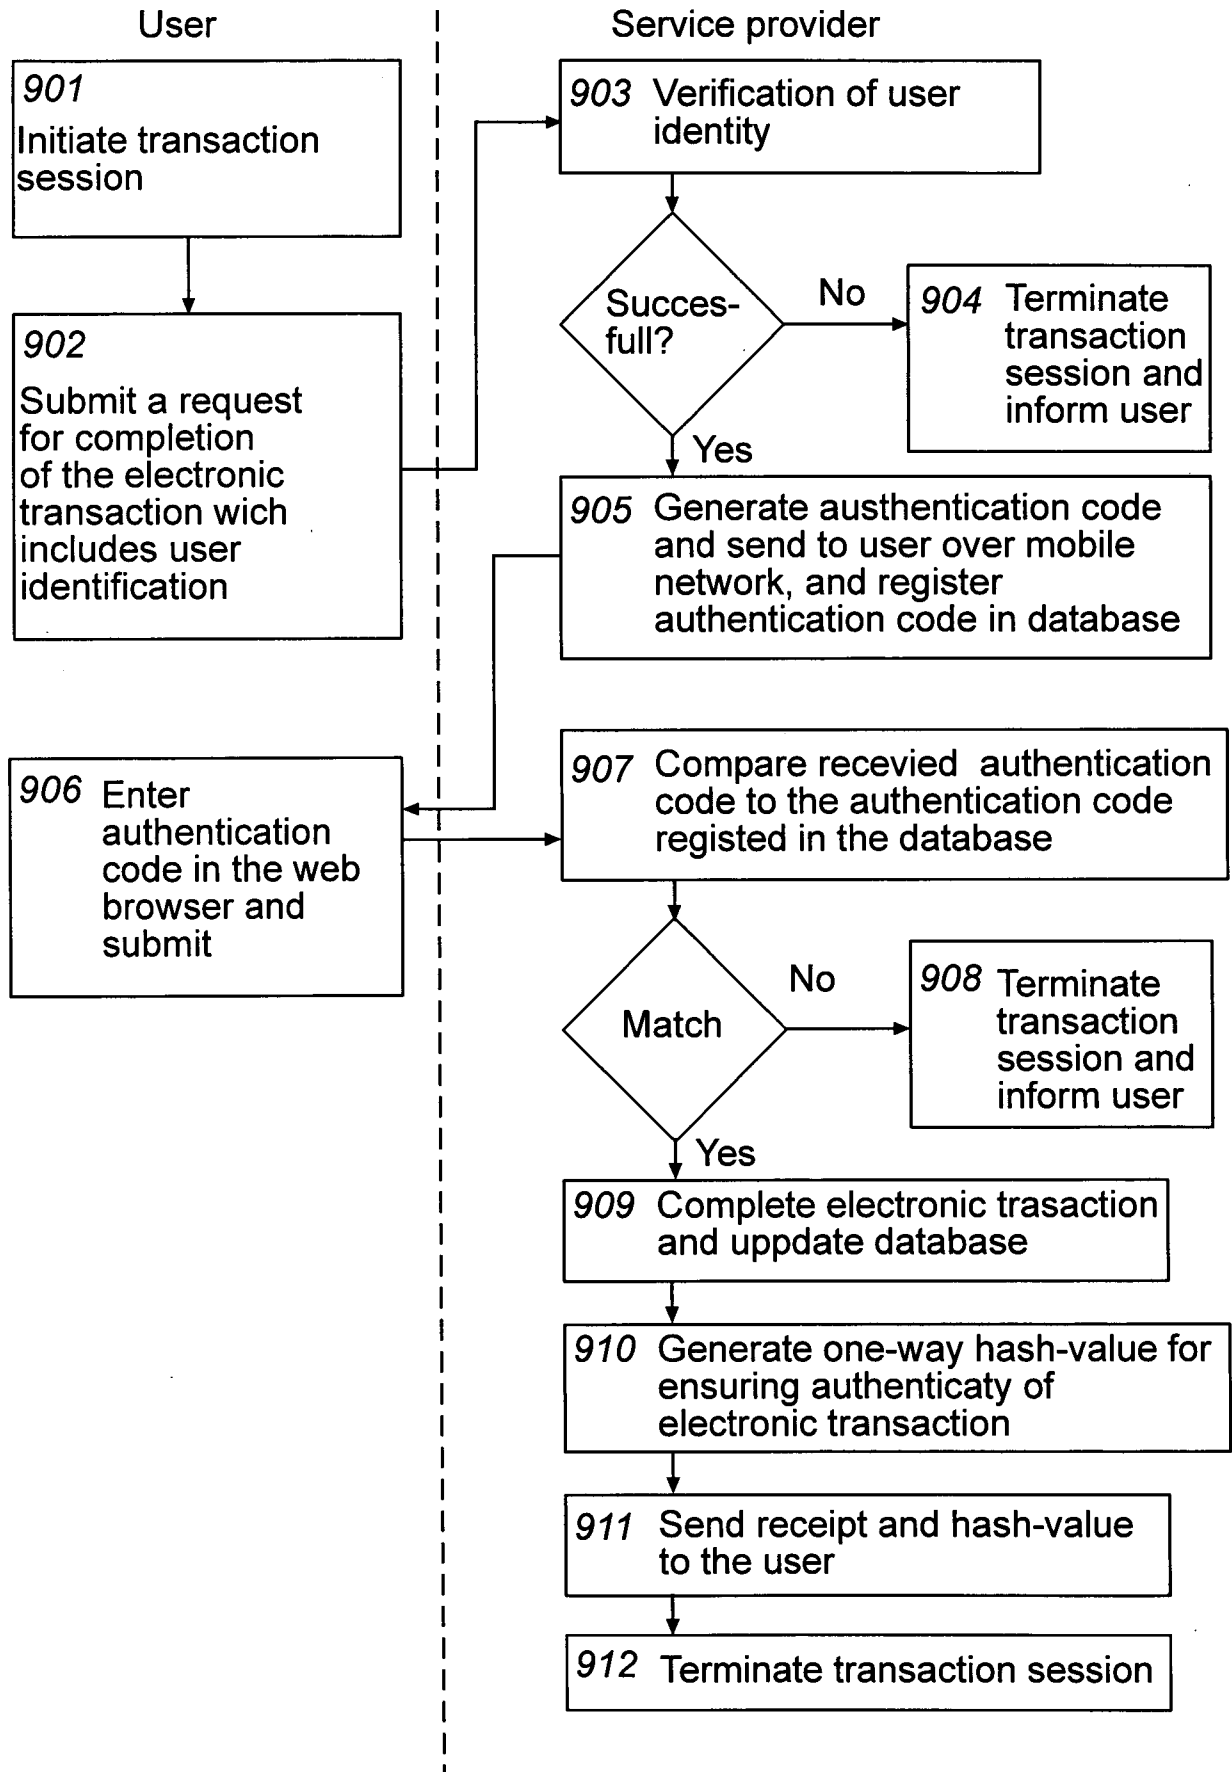 User
Service provider
901
Initiate transaction
session
902
Submit a request
for completion
of the electronic
transaction wich
includes user
identification
903 Verification of user
identity
Succes-
full?
No
904 Terminate
transaction
session and
inform user
Yes
905 Generate austhentication code
and send to user over mobile
network, and register
authentication code in database
906 Enter
authentication
code in the web
browser and
submit
907 Compare recevied authentication
code to the authentication code
registed in the database
Match
No
908 Terminate
transaction
session and
inform user
Yes
909 Complete electronic trasaction
and uppdate database
910 Generate one-way hash-value for
ensuring authenticaty of
electronic transaction
911 Send receipt and hash-value
to the user
912 Terminate transaction session